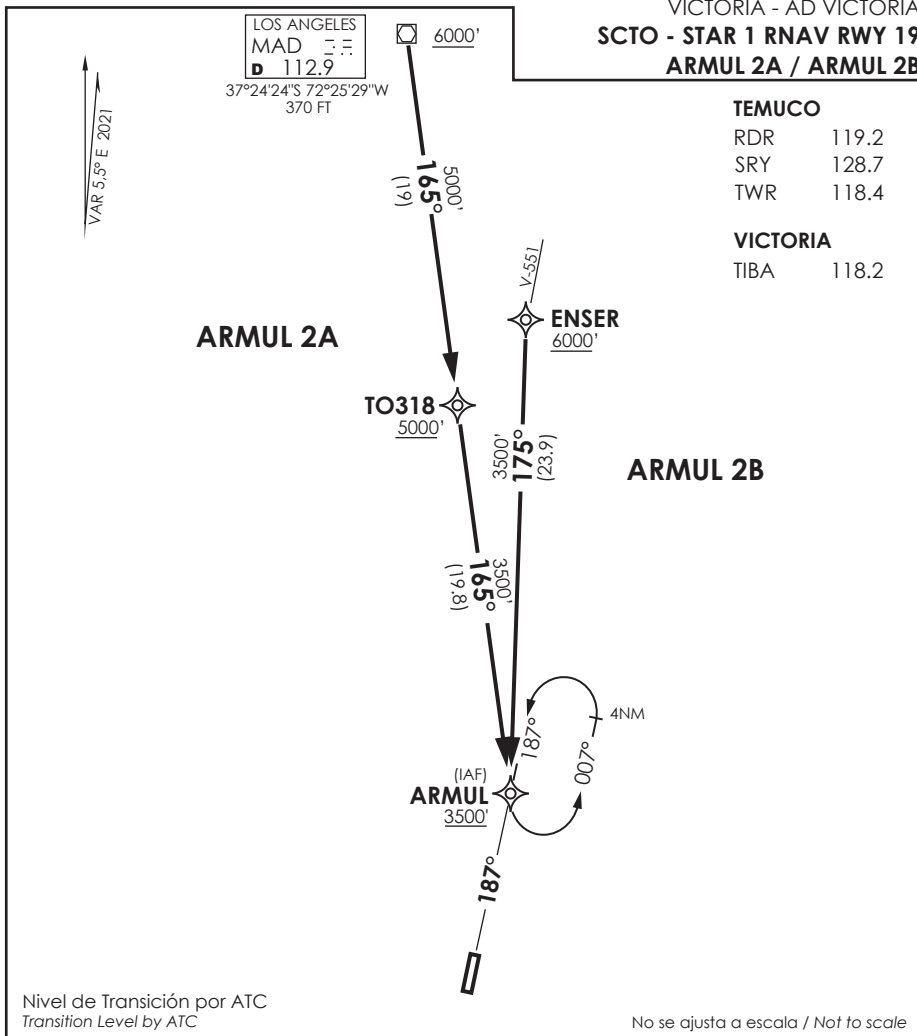 VICTORIA - AD VICTORIA
SCTO - STAR 1 RNAV RWY 19
ARMUL 2A / ARMUL 2B
LOS ANGELES
MAD
D 112.9
37°24'24"S 72°25'29"W
370 FT
6000'
VAR 5,5° E 2021
TEMUCO
RDR 119.2
SRY 128.7
TWR 118.4
VICTORIA
TIBA 118.2
5000'
165°
(19)
V-551
ENSER
6000'
ARMUL 2A
TO318
5000'
3500'
175°
(23.9)
ARMUL 2B
3500'
165°
(19.8)
4NM
187°
007°
(IAF)
ARMUL
3500'
187°
Nivel de Transición por ATC
Transition Level by ATC
No se ajusta a escala / Not to scale